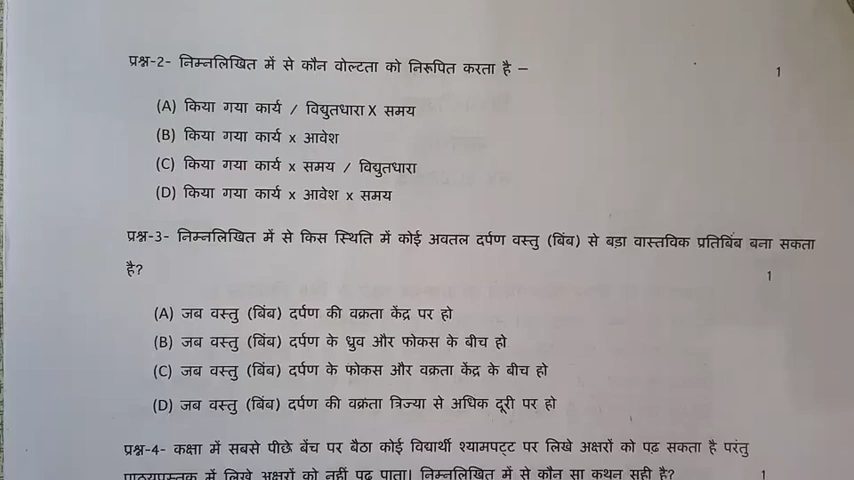 प्रश्न-2- निम्नलिखित में से कौन वोल्टता को निरूपित करता है –
1
(A) किया गया कार्य / विद्युतधारा X समय
(B) किया गया कार्य x आवेश
(C) किया गया कार्य x समय / विद्युतधारा
(D) किया गया कार्य x आवेश x समय
प्रश्न-3- निम्नलिखित में से किस स्थिति में कोई अवतल दर्पण वस्तु (बिंब) से बड़ा वास्तविक प्रतिबिंब बना सकता
है?
1
(A) जब वस्तु (बिंब) दर्पण की वक्रता केंद्र पर हो
(B) जब वस्तु (बिंब) दर्पण के ध्रुव और फोकस के बीच हो
(C) जब वस्तु (बिंब) दर्पण के फोकस और वक्रता केंद्र के बीच हो
(D) जब वस्तु (बिंब) दर्पण की वक्रता त्रिज्या से अधिक दूरी पर हो
प्रश्न-4- कक्षा में सबसे पीछे बेंच पर बैठा कोई विद्यार्थी श्यामपट्ट पर लिखे अक्षरों को पढ सकता है परंतु
पाठ्यपुस्तक में लिखे अक्षरों को नहीं पढ पाता। निम्नलिखित में से कौन सा कथन सही है?
1